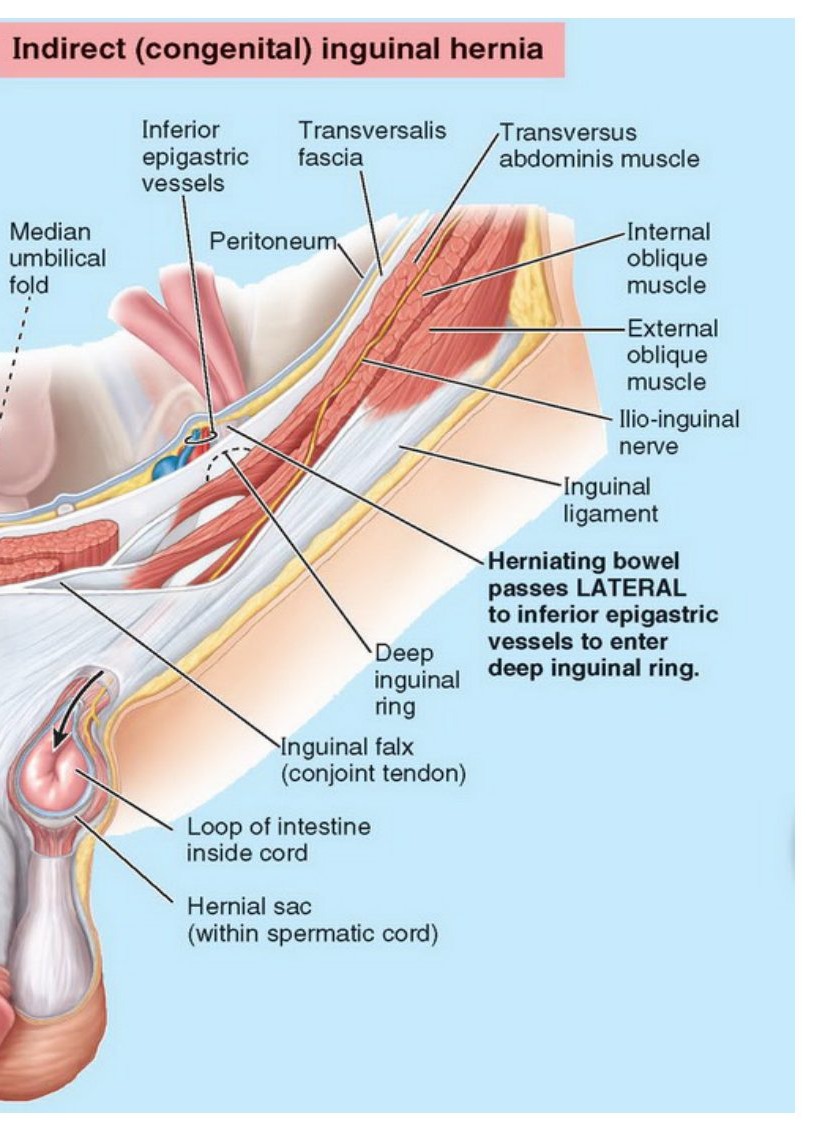 Indirect (congenital) inguinal hernia
Inferior
epigastric
vessels
Transversalis
fascia
Transversus
abdominis muscle
Median
umbilical
fold
Peritoneum
Internal
oblique
muscle
External
oblique
muscle
Ilio-inguinal
nerve
Inguinal
ligament
Herniating bowel
passes LATERAL
to inferior epigastric
vessels to enter
deep inguinal ring.
Deep
inguinal
ring
Inguinal falx
(conjoint tendon)
Loop of intestine
inside cord
Hernial sac
(within spermatic cord)